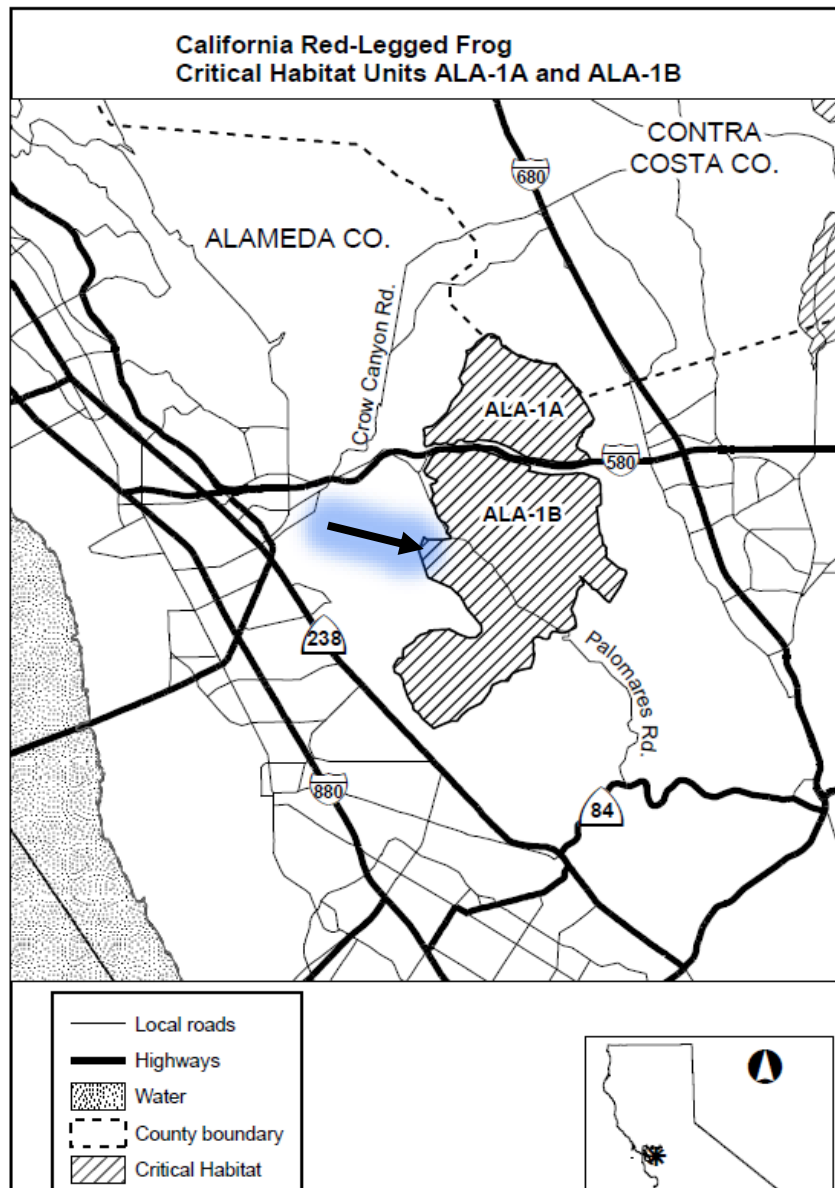 California Red-Legged Frog
Critical Habitat Units ALA-1A and ALA-1B
CONTRA
COSTA CO.
680
ALAMEDA CO.
Crow Canyon Rd.
ALA-1A
580
ALA-1B
238
Palomares Rd.
880
84
Local roads
Highways
Water
County boundary
Critical Habitat